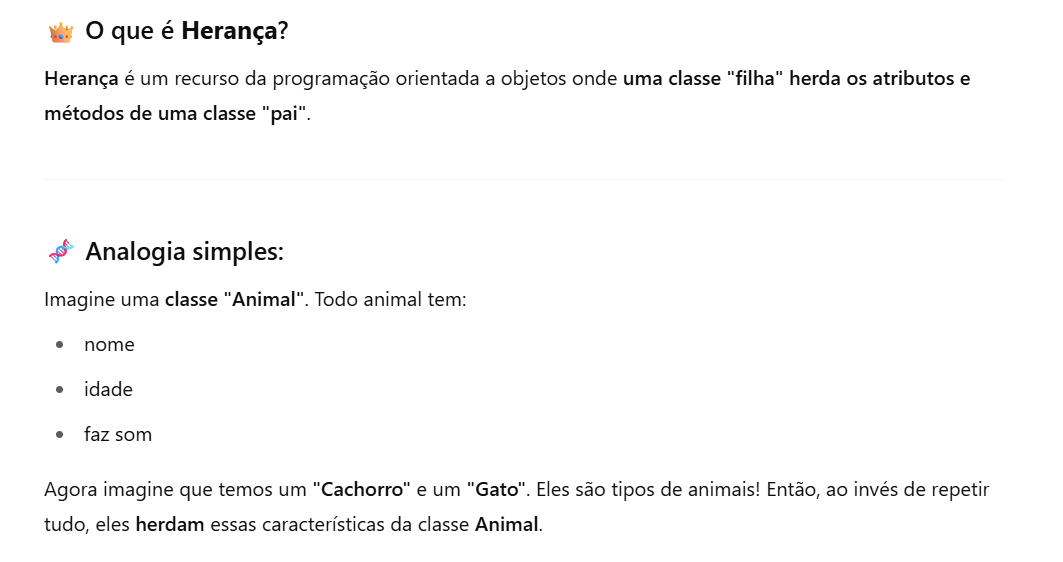 👑 O que é Herança?
Herança é um recurso da programação orientada a objetos onde uma classe "filha" herda os atributos e
métodos de uma classe "pai".
🧬 Analogia simples:
Imagine uma classe "Animal". Todo animal tem:
• nome
• idade
• faz som
Agora imagine que temos um "Cachorro" e um "Gato". Eles são tipos de animais! Então, ao invés de repetir
tudo, eles herdam essas características da classe Animal.